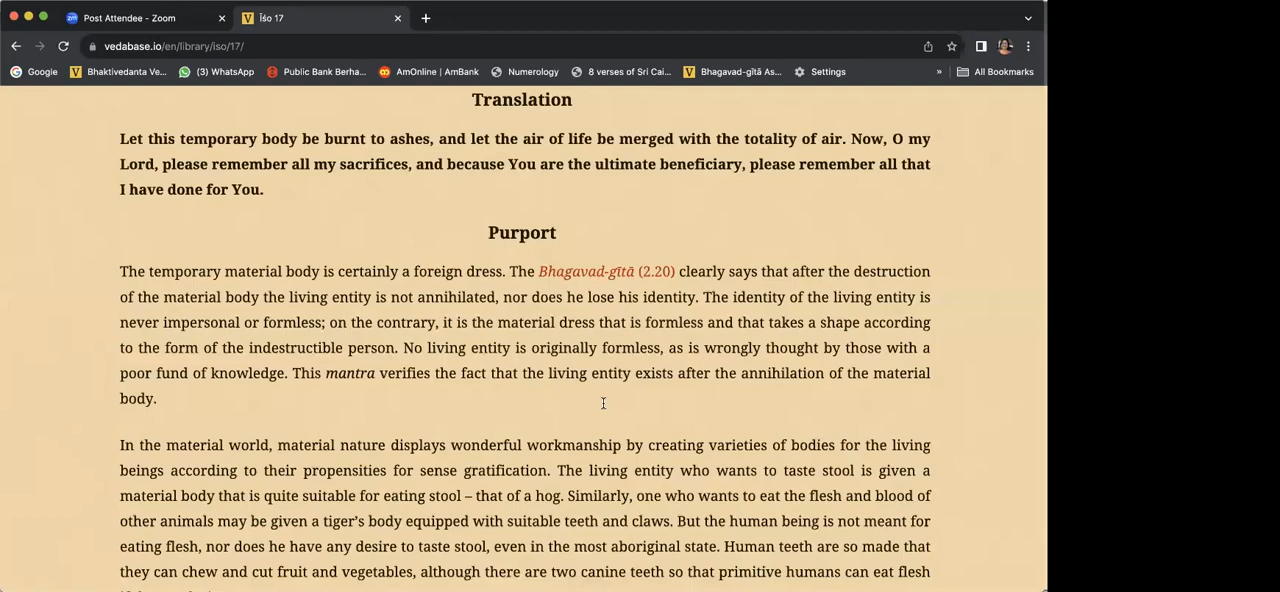 Post Attendee - Zoom
Īśo 17
vedabase.io/en/library/iso/17/
Google
Bhaktivedanta Ve...
(3) WhatsApp
Public Bank Berha...
AmOnline | AmBank
Numerology
8 verses of Sri Cai...
Bhagavad-gītā As...
Settings
»
All Bookmarks
Translation
Let this temporary body be burnt to ashes, and let the air of life be merged with the totality of air. Now, O my
Lord, please remember all my sacrifices, and because You are the ultimate beneficiary, please remember all that
I have done for You.
Purport
The temporary material body is certainly a foreign dress. The Bhagavad-gītā (2.20) clearly says that after the destruction
of the material body the living entity is not annihilated, nor does he lose his identity. The identity of the living entity is
never impersonal or formless; on the contrary, it is the material dress that is formless and that takes a shape according
to the form of the indestructible person. No living entity is originally formless, as is wrongly thought by those with a
poor fund of knowledge. This mantra verifies the fact that the living entity exists after the annihilation of the material
body.
In the material world, material nature displays wonderful workmanship by creating varieties of bodies for the living
beings according to their propensities for sense gratification. The living entity who wants to taste stool is given a
material body that is quite suitable for eating stool – that of a hog. Similarly, one who wants to eat the flesh and blood of
other animals may be given a tiger's body equipped with suitable teeth and claws. But the human being is not meant for
eating flesh, nor does he have any desire to taste stool, even in the most aboriginal state. Human teeth are so made that
they can chew and cut fruit and vegetables, although there are two canine teeth so that primitive humans can eat flesh